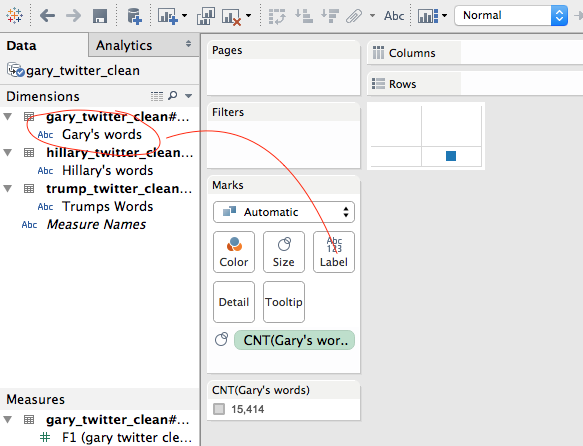 Abc
Normal
Data
Analytics
gary_twitter_clean
Dimensions
gary_twitter_clean#...
Abc Gary's words
hillary_twitter_clean...
Abc Hillary's words
trump_twitter_clean...
Abc Trumps Words
Abc Measure Names
Measures
gary_twitter_clean#...
# F1 (gary twitter cle...
Pages
Filters
Marks
Automatic
Color
Size
Abc
123
Label
Detail
Tooltip
CNT(Gary's wor..
CNT(Gary's words)
15,414
Columns
Rows